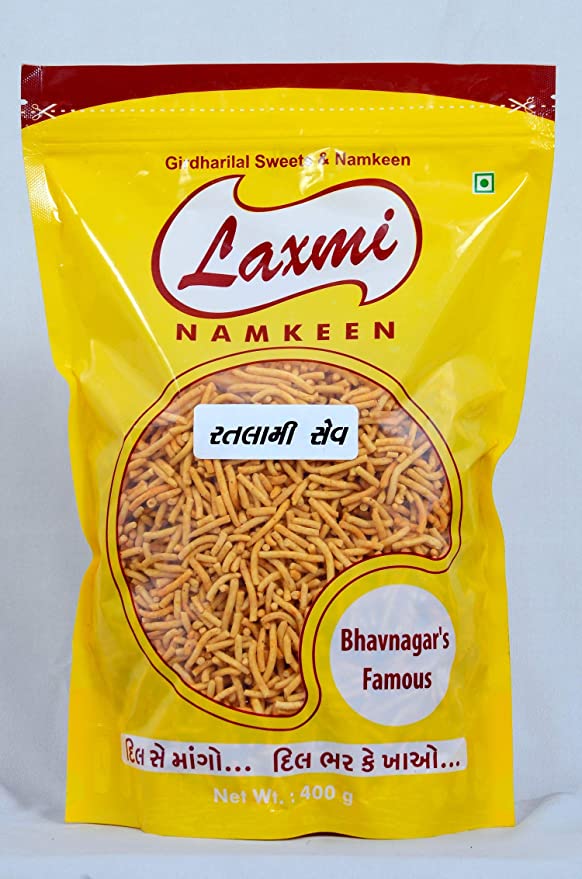 Girdharilal Sweets & Namkeen
Laxmi
NAMKEEN
રતલામી સેવ
Bhavnagar's
Famous
દિલ સે માંગો... દિલ ભર કે ખાઓ...
Net Wt. : 400 g